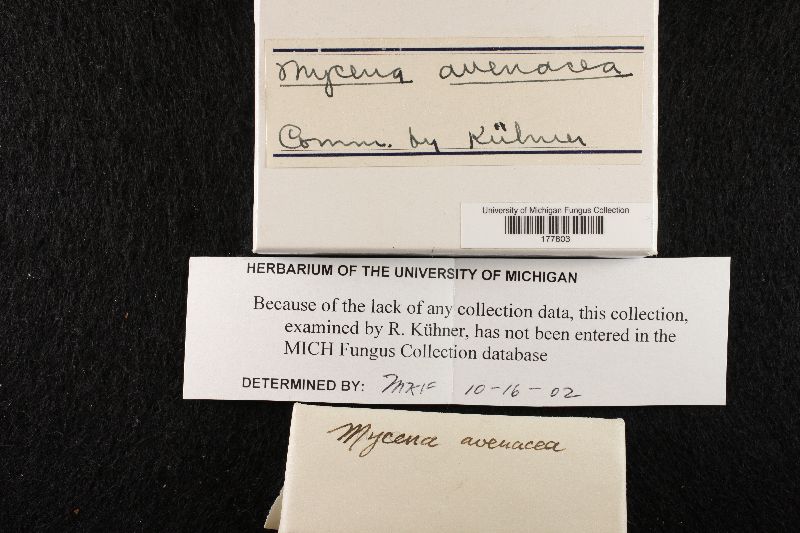 Mycena avenacea
Comm. by Kühner
University of Michigan Fungus Collection
177803
HERBARIUM OF THE UNIVERSITY OF MICHIGAN
Because of the lack of any collection data, this collection,
examined by R. Kühner, has not been entered in the
MICH Fungus Collection database
DETERMINED BY: MKF 10-16-02
Mycena avenacea